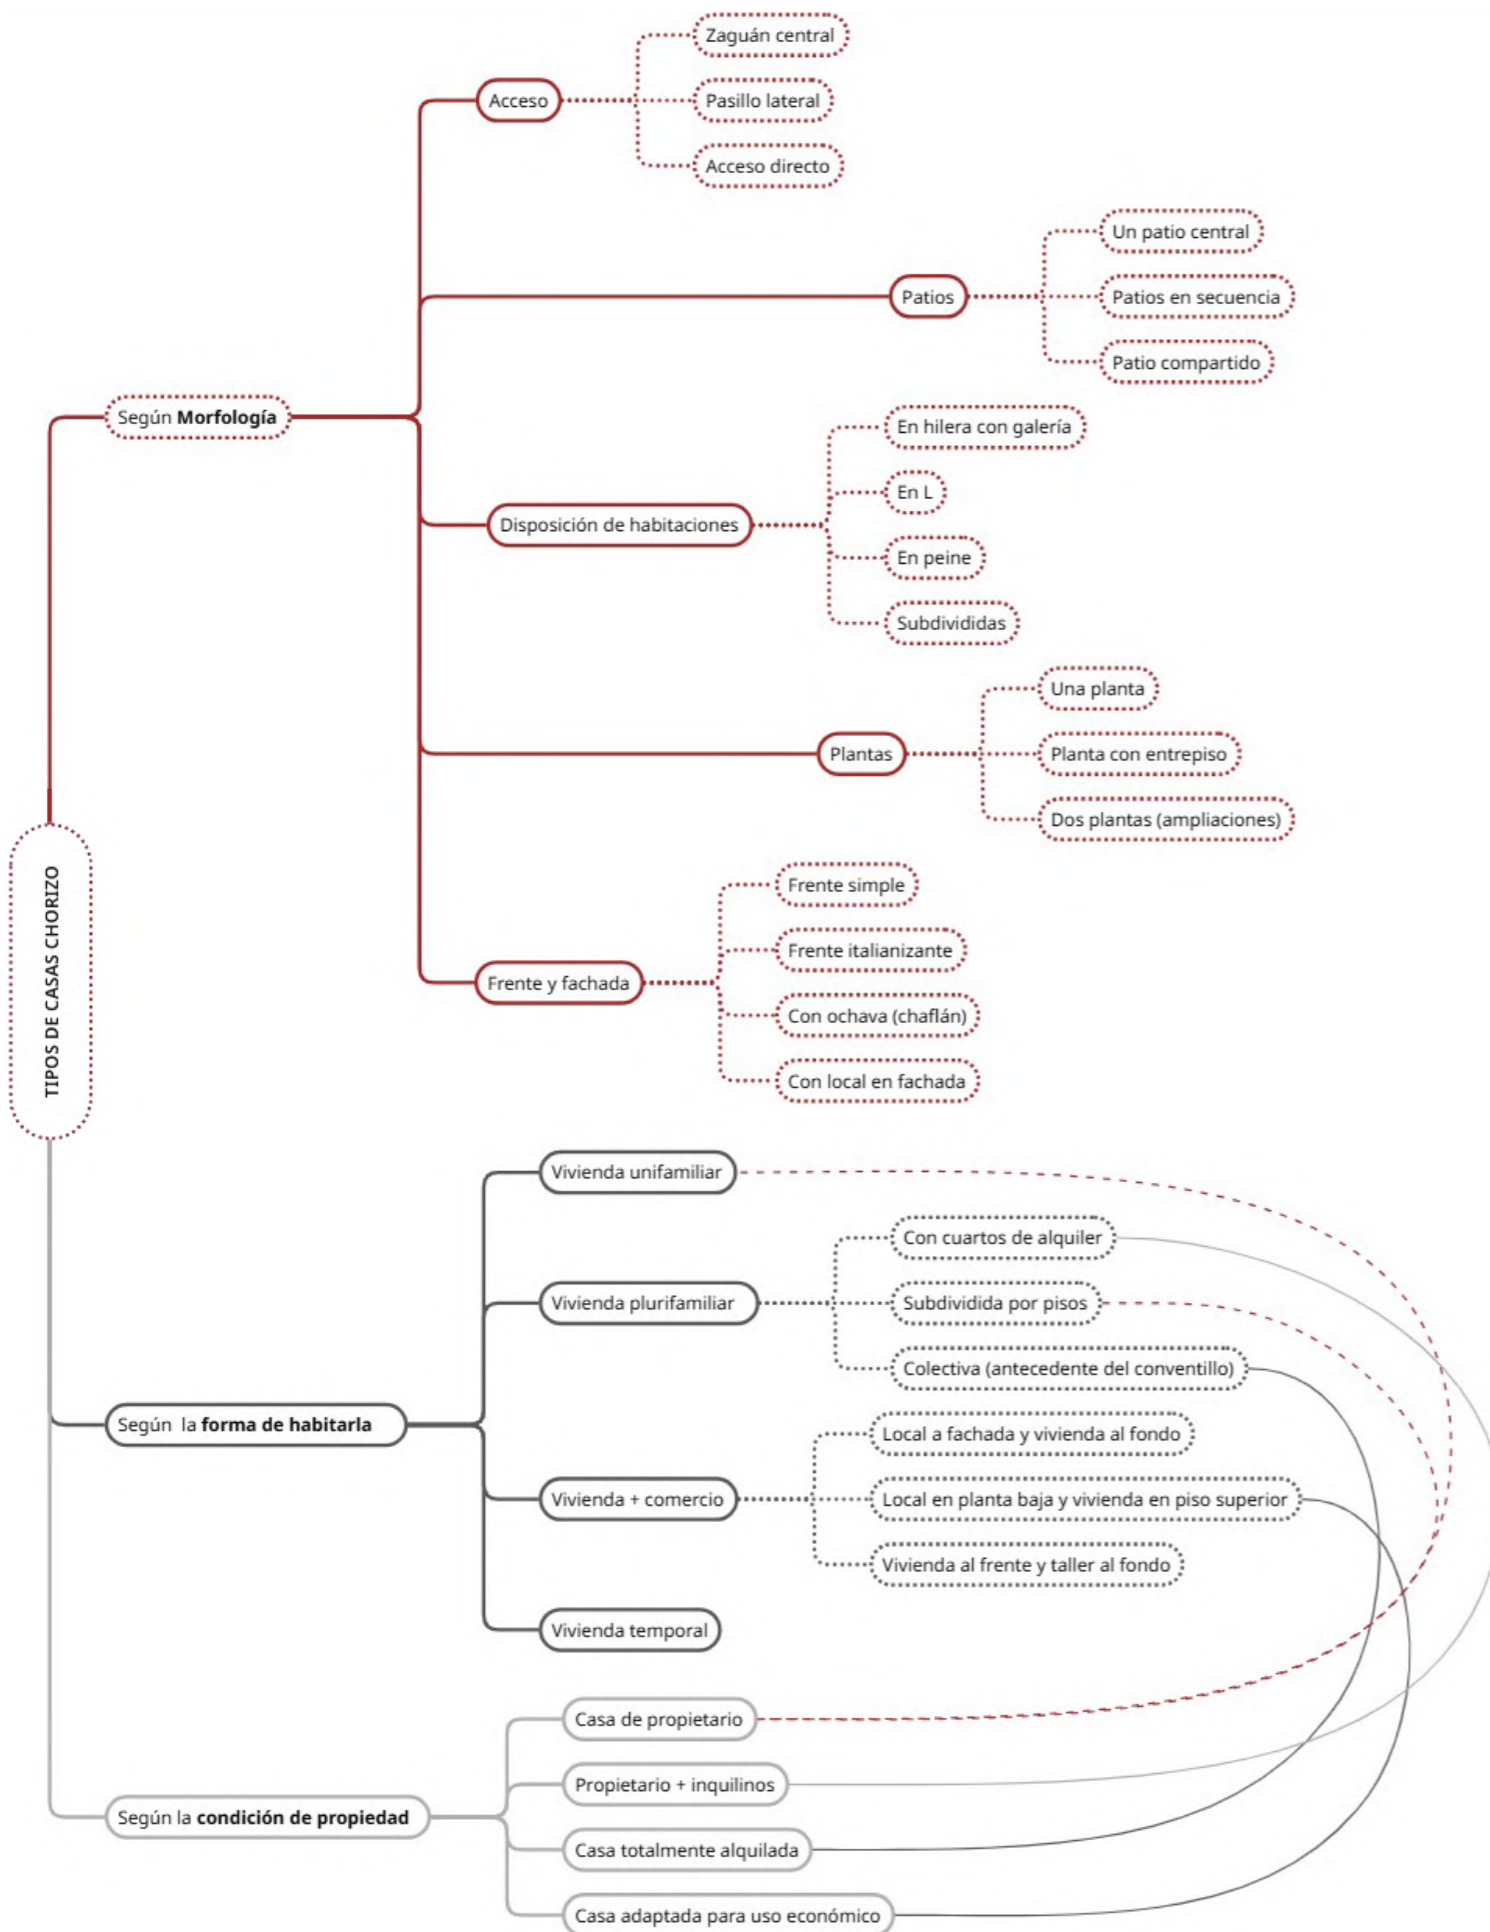 TIPOS DE CASAS CHORIZO
Según Morfología
Acceso
Zaguán central
Pasillo lateral
Acceso directo
Patios
Un patio central
Patios en secuencia
Patio compartido
Disposición de habitaciones
En hilera con galería
En L
En peine
Subdivididas
Plantas
Una planta
Planta con entrepiso
Dos plantas (ampliaciones)
Frente y fachada
Frente simple
Frente italianizante
Con ochava (chaflán)
Con local en fachada
Según la forma de habitarla
Vivienda unifamiliar
Vivienda plurifamiliar
Con cuartos de alquiler
Subdividida por pisos
Colectiva (antecedente del conventillo)
Vivienda + comercio
Local a fachada y vivienda al fondo
Local en planta baja y vivienda en piso superior
Vivienda al frente y taller al fondo
Vivienda temporal
Según la condición de propiedad
Casa de propietario
Propietario + inquilinos
Casa totalmente alquilada
Casa adaptada para uso económico